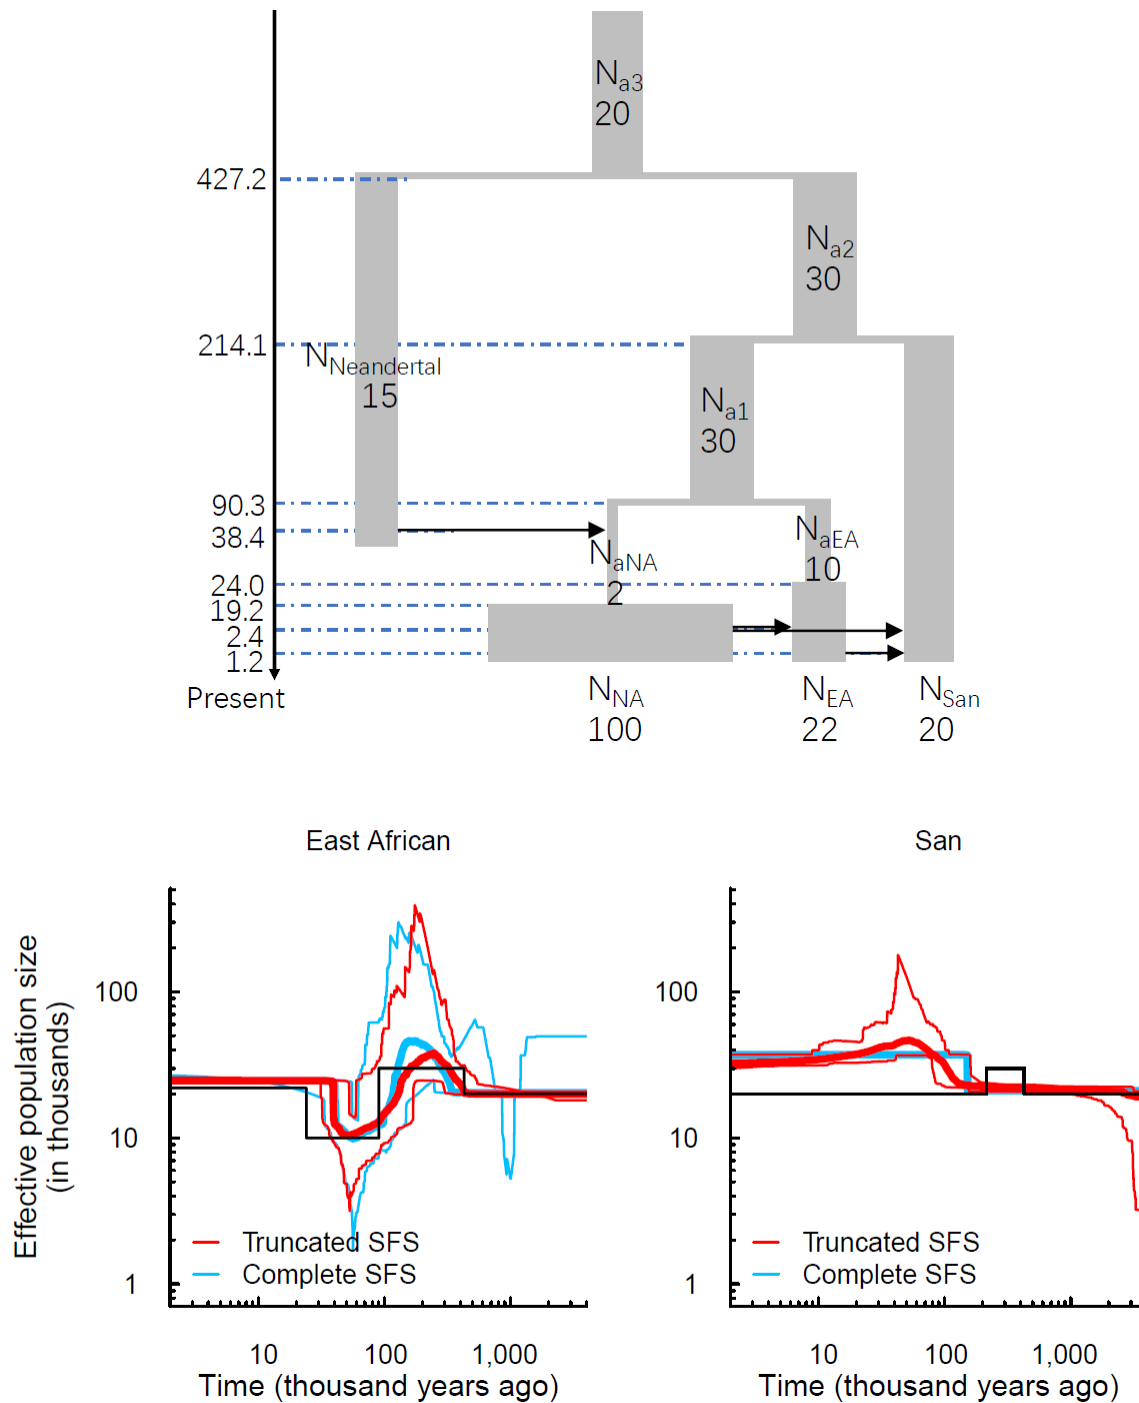 Na3
20
427.2
Na2
30
214.1
NNeandertal
15
Na1
30
90.3
38.4
NaEA
10
NaNA
2
24.0
19.2
2.4
1.2
Present
NNA
100
NEA
22
NSan
20
East African
San
Effective population size
(in thousands)
100
10
1
Truncated SFS
Complete SFS
10
100
1,000
Time (thousand years ago)
100
10
1
Truncated SFS
Complete SFS
10
100
1,000
Time (thousand years ago)